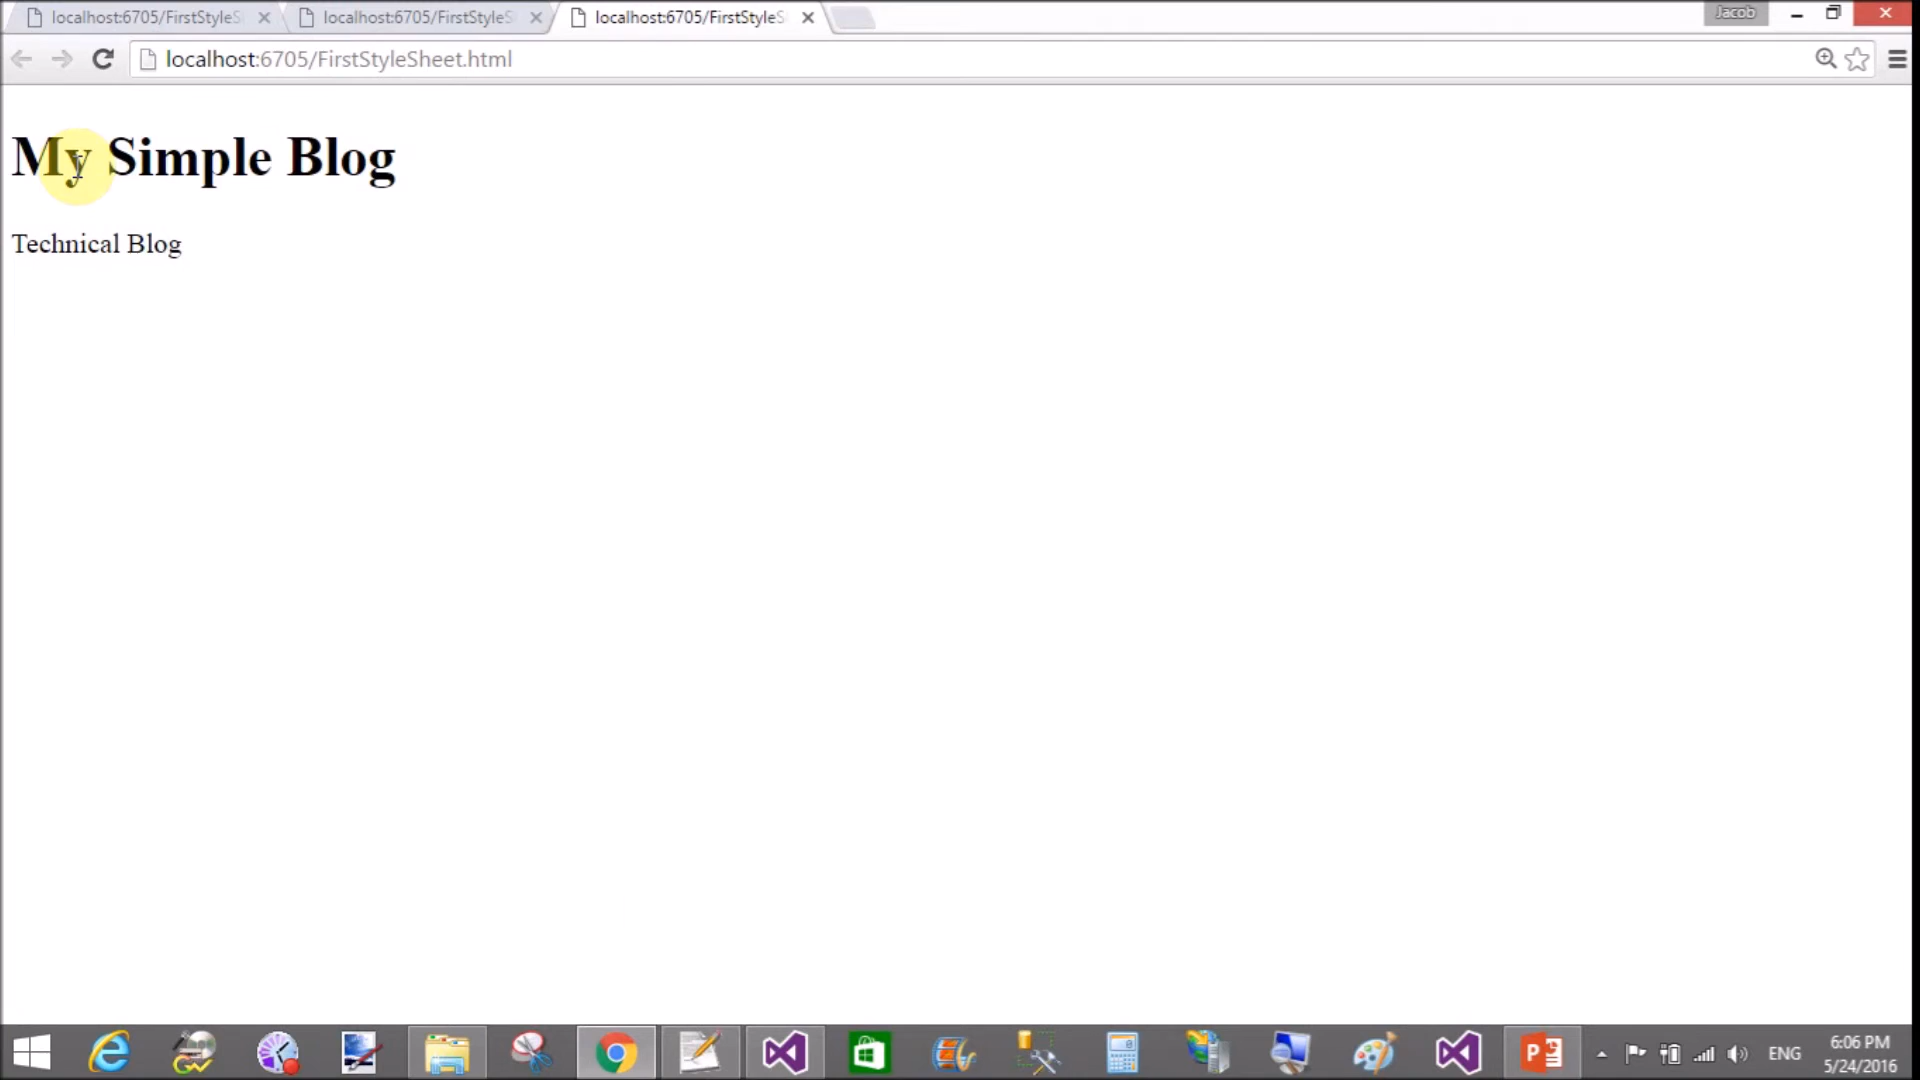 localhost:6705/FirstStyleS localhost:6705/FirstStyleS localhost:6705/FirstStyleS Jacob
localhost:6705/FirstStyleSheet.html
My Simple Blog
Technical Blog
6:06 PM
ENG
5/24/2016